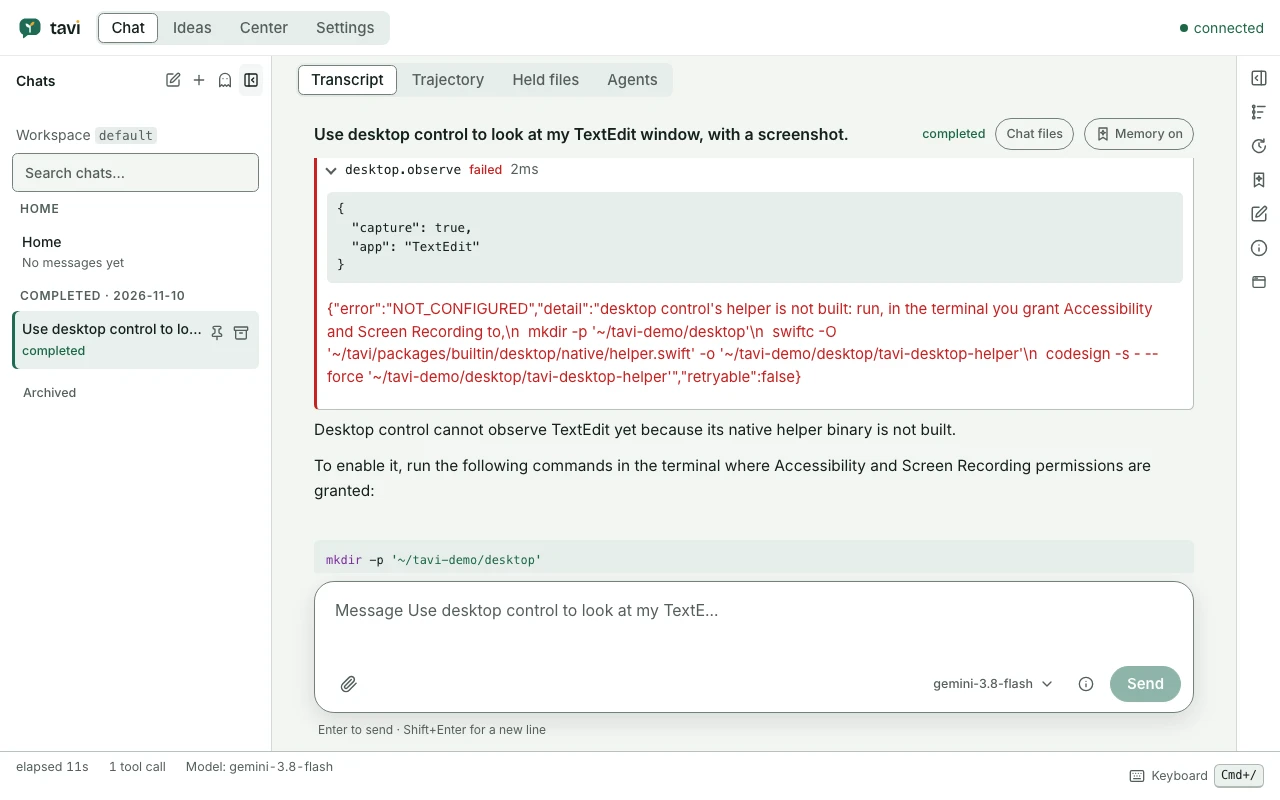 tavi
Chat
Ideas
Center
Settings
connected
Chats
Workspace default
Search chats...
HOME
Home
No messages yet
COMPLETED · 2026-11-10
Use desktop control to lo...
completed
Archived
Transcript
Trajectory
Held files
Agents
Use desktop control to look at my TextEdit window, with a screenshot.
completed
Chat files
Memory on
desktop.observe failed 2ms
{
  "capture": true,
  "app": "TextEdit"
}
{"error":"NOT_CONFIGURED","detail":"desktop control's helper is not built: run, in the terminal you grant Accessibility
and Screen Recording to,\n  mkdir -p '~/tavi-demo/desktop'\n  swiftc -O
'~/tavi/packages/builtin/desktop/native/helper.swift' -o '~/tavi-demo/desktop/tavi-desktop-helper'\n  codesign -s - --
force '~/tavi-demo/desktop/tavi-desktop-helper'","retryable":false}
Desktop control cannot observe TextEdit yet because its native helper binary is not built.
To enable it, run the following commands in the terminal where Accessibility and Screen Recording permissions are
granted:
mkdir -p '~/tavi-demo/desktop'
Message Use desktop control to look at my TextE...
gemini-3.8-flash
Send
Enter to send · Shift+Enter for a new line
elapsed 11s
1 tool call
Model: gemini-3.8-flash
Keyboard
Cmd+/